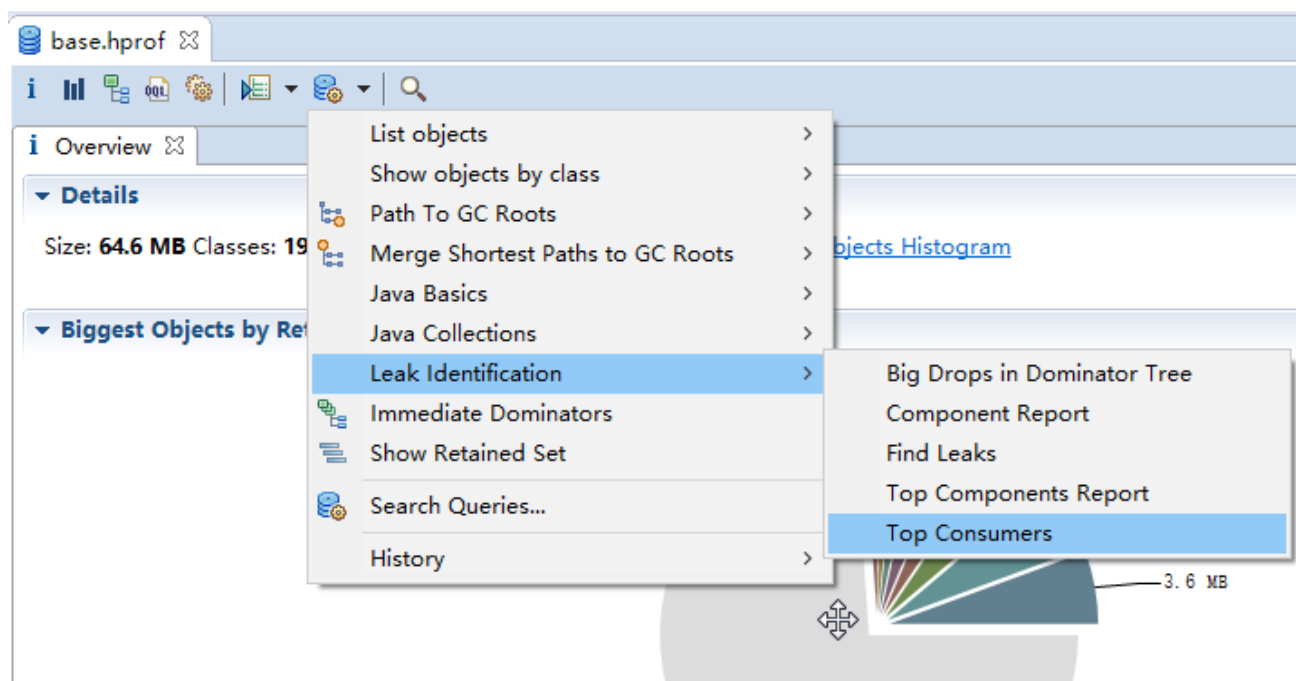 base.hprof
i OQL
i Overview
Details
Size: 64.6 MB Classes: 19
bjects Histogram
Biggest Objects by Ret
List objects
Show objects by class
Path To GC Roots
Merge Shortest Paths to GC Roots
Java Basics
Java Collections
Leak Identification
Immediate Dominators
Show Retained Set
Search Queries...
History
Big Drops in Dominator Tree
Component Report
Find Leaks
Top Components Report
Top Consumers
3.6 MB